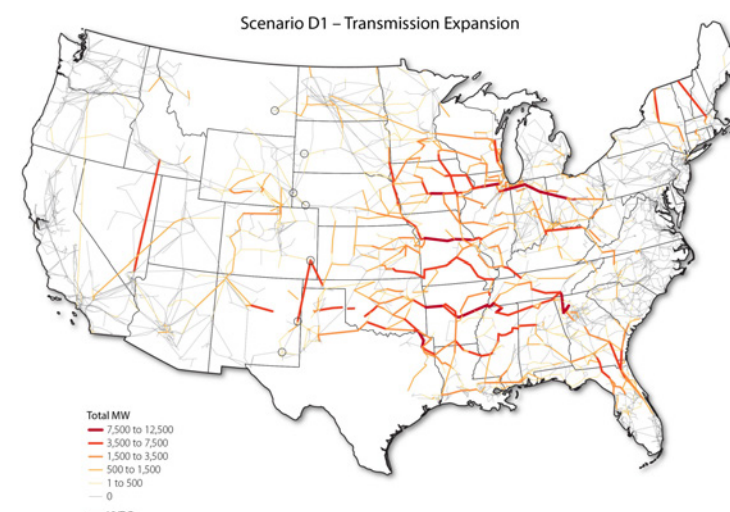 Scenario D1 – Transmission Expansion
Total MW
7,500 to 12,500
3,500 to 7,500
1,500 to 3,500
500 to 1,500
1 to 500
0